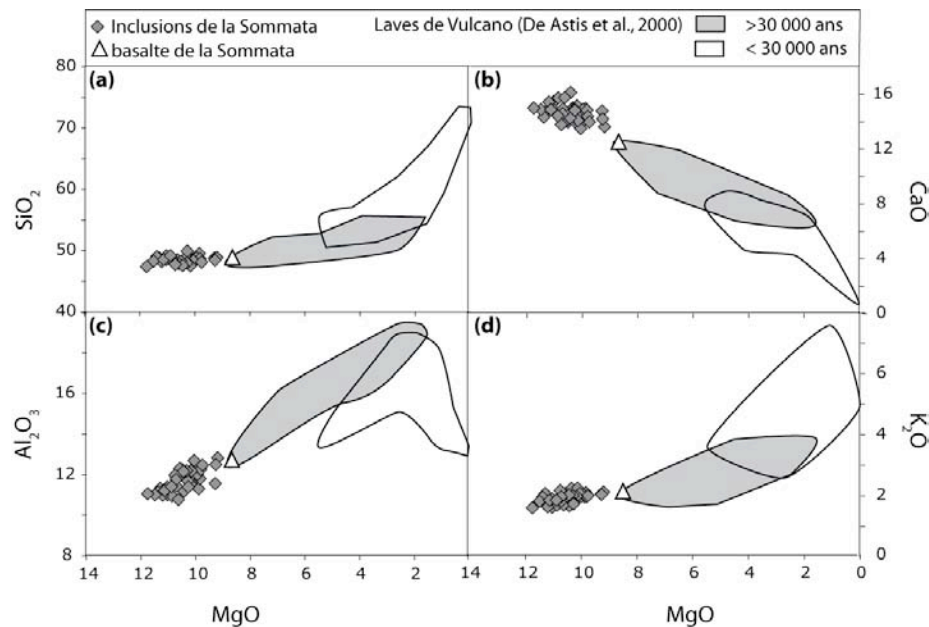 Inclusions de la Sommata
basalte de la Sommata
Laves de Vulcano (De Astis et al., 2000)
>30 000 ans
< 30 000 ans
(a)
80
70
60
50
40
SiO2
(b)
16
12
8
4
0
CaO
(c)
16
12
8
Al2O3
14 12 10 8 6 4 2 14
MgO
(d)
6
4
2
0
K2O
12 10 8 6 4 2 0
MgO